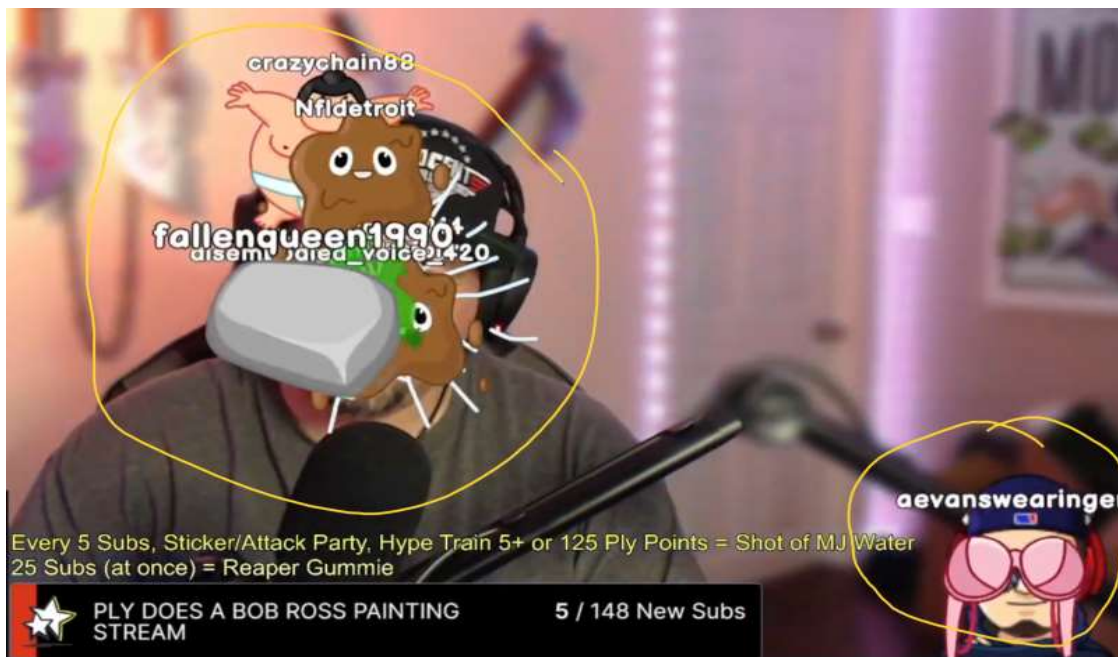 crazychain88
Nfldetroit
fallenqueen1990
aevanswearinge
Every 5 Subs, Sticker/Attack Party, Hype Train 5+ or 125 Ply Points = Shot of MJ Water
25 Subs (at once) = Reaper Gummie
PLY DOES A BOB ROSS PAINTING
STREAM
5 / 148 New Subs